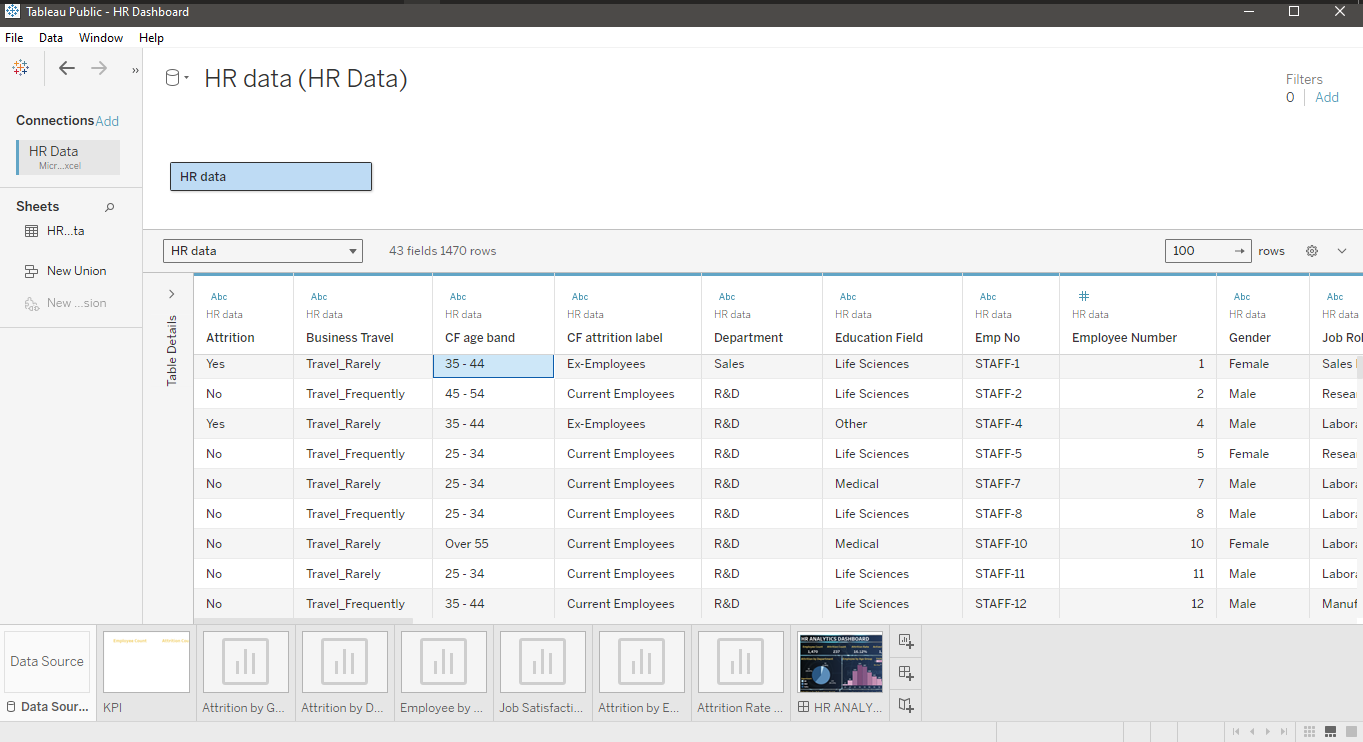 Tableau Public - HR Dashboard
File Data Window Help
HR data (HR Data)
Filters
0 Add
Connections Add
HR Data
Micr...xcel
HR data
Sheets
HR...ta
New Union
New ...sion
HR data 43 fields 1470 rows 100 rows
Table Details
Abc Abc Abc Abc Abc Abc Abc # Abc Abc
HR data HR data HR data HR data HR data HR data HR data HR data HR data HR data
Attrition Business Travel CF age band CF attrition label Department Education Field Emp No Employee Number Gender Job Rol
Yes Travel_Rarely 35 - 44 Ex-Employees Sales Life Sciences STAFF-1 1 Female Sales
No Travel_Frequently 45 - 54 Current Employees R&D Life Sciences STAFF-2 2 Male Resea
Yes Travel_Rarely 35 - 44 Ex-Employees R&D Other STAFF-4 4 Male Labora
No Travel_Frequently 25 - 34 Current Employees R&D Life Sciences STAFF-5 5 Female Resea
No Travel_Rarely 25 - 34 Current Employees R&D Medical STAFF-7 7 Male Labora
No Travel_Frequently 25 - 34 Current Employees R&D Life Sciences STAFF-8 8 Male Labora
No Travel_Rarely Over 55 Current Employees R&D Medical STAFF-10 10 Female Labora
No Travel_Rarely 25 - 34 Current Employees R&D Life Sciences STAFF-11 11 Male Labora
No Travel_Frequently 35 - 44 Current Employees R&D Life Sciences STAFF-12 12 Male Manuf
Data Source
Employee Count Attrition Cou
HR ANALYTICS DASHBOARD
Data Sour... KPI Attrition by G... Attrition by D... Employee by ... Job Satisfacti... Attrition by E... Attrition Rate ... HR ANALY...